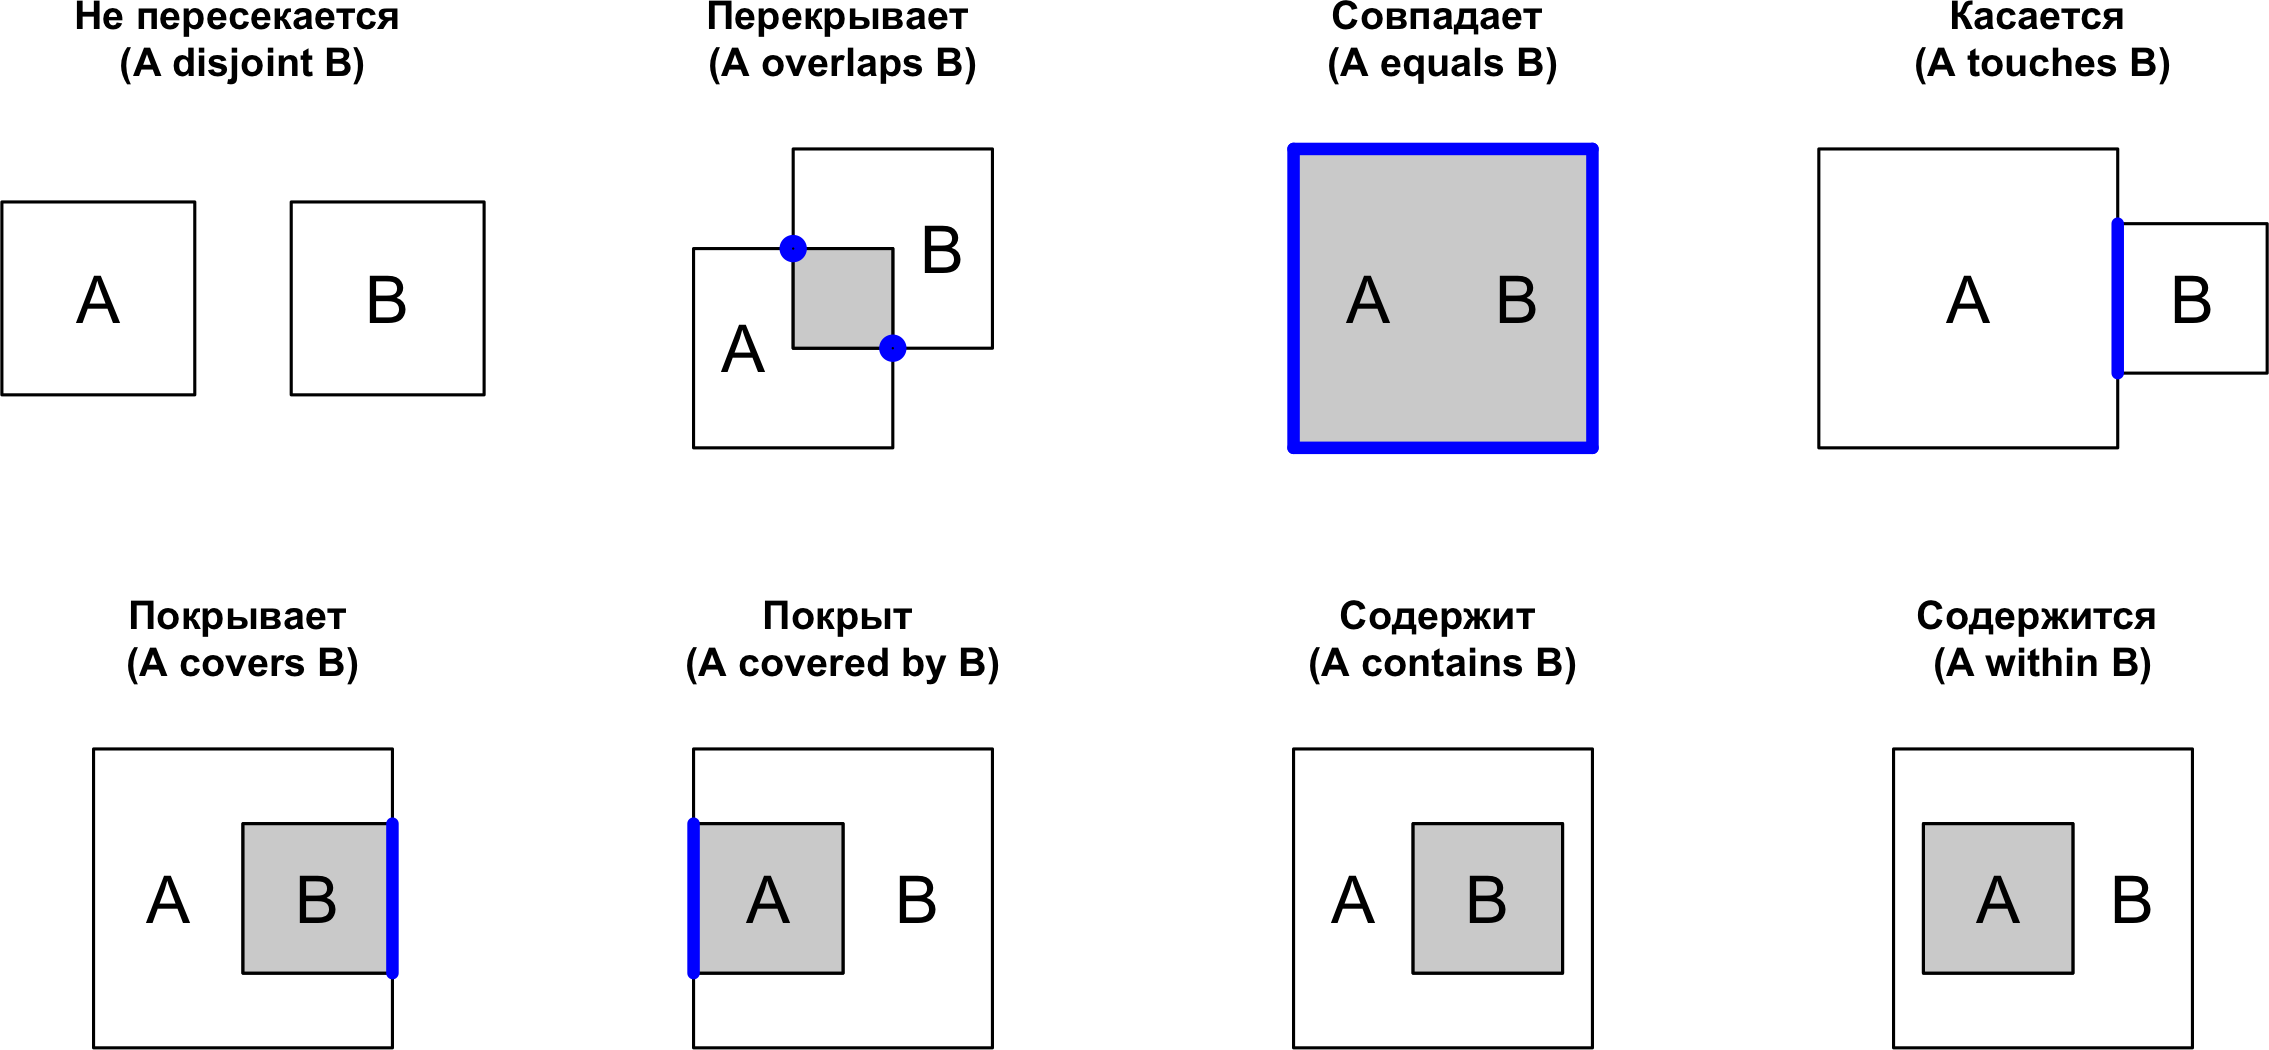 Не пересекается
(A disjoint B)
Перекрывает
(A overlaps B)
Совпадает
(A equals B)
Касается
(A touches B)
A
B
B
A
A
B
A
B
Покрывает
(A covers B)
Покрыт
(A covered by B)
Содержит
(A contains B)
Содержится
(A within B)
A
B
A
B
A
B
A
B